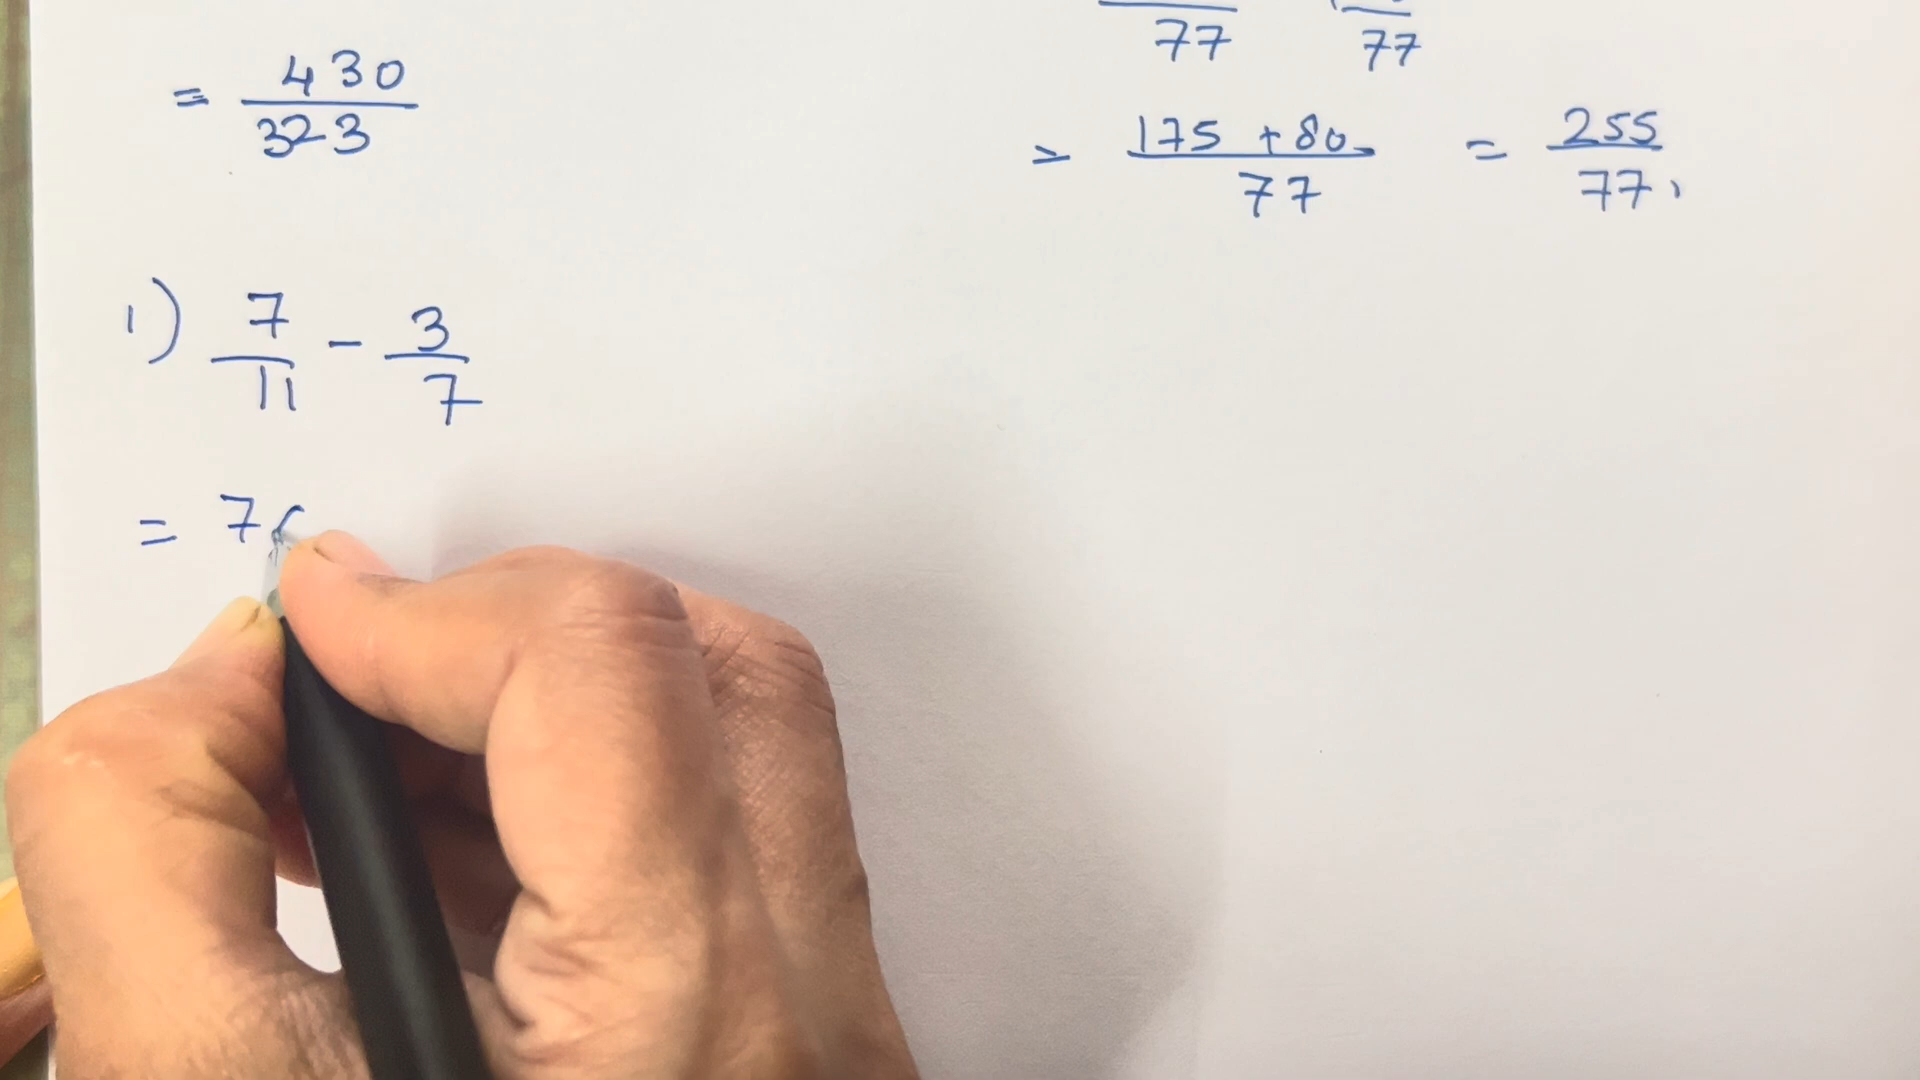 = 430/323
1) 7/11 - 3/7
= 7(
77 77
= 175 + 80/77 = 255/77,